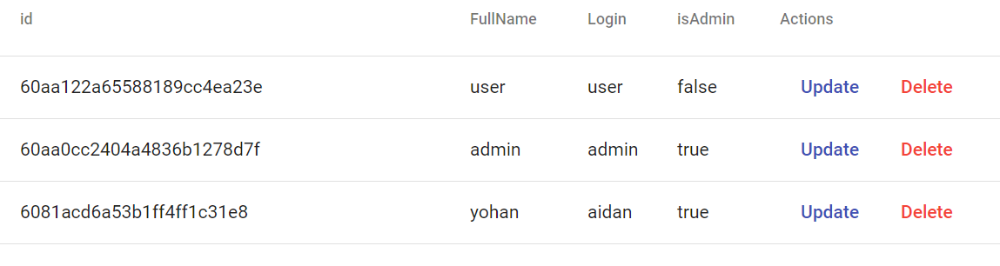 id FullName Login isAdmin Actions
60aa122a65588189cc4ea23e user user false Update Delete
60aa0cc2404a4836b1278d7f admin admin true Update Delete
6081acd6a53b1ff4ff1c31e8 yohan aidan true Update Delete